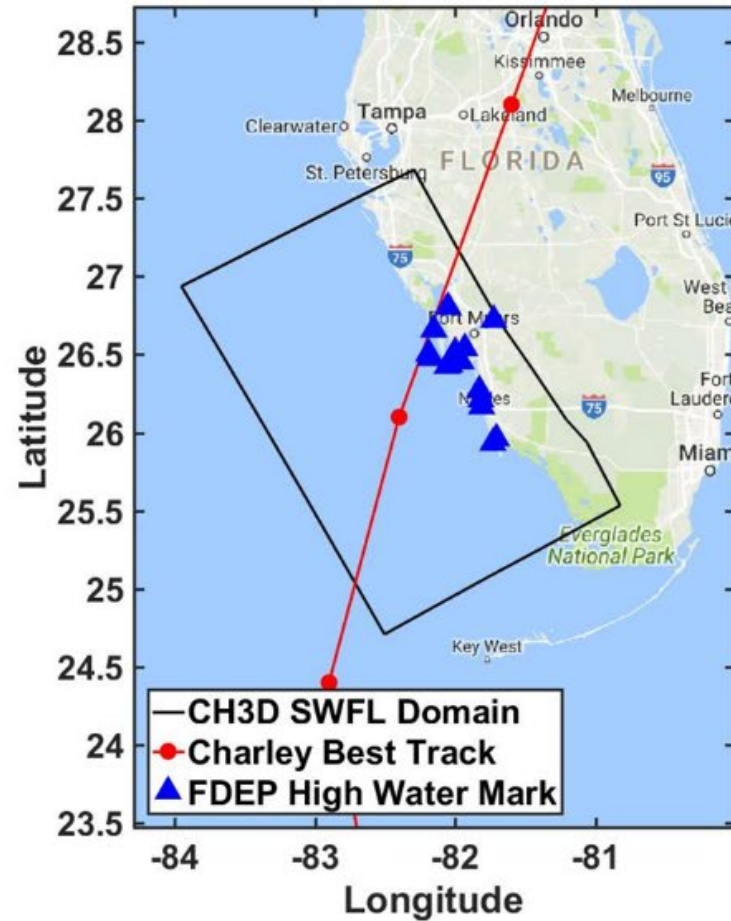 Orlando
Kissimmee
Melbourne
Clearwater
Tampa
Lakeland
St. Petersburg
FLORIDA
95
Port St Lucie
75
West
Bea
Fort Myers
Fort
Lauder
75
Miam
Everglades
National Park
Key West
28.5
28
27.5
27
26.5
26
25.5
25
24.5
24
23.5
Latitude
CH3D SWFL Domain
Charley Best Track
FDEP High Water Mark
-84
-83
-82
-81
Longitude